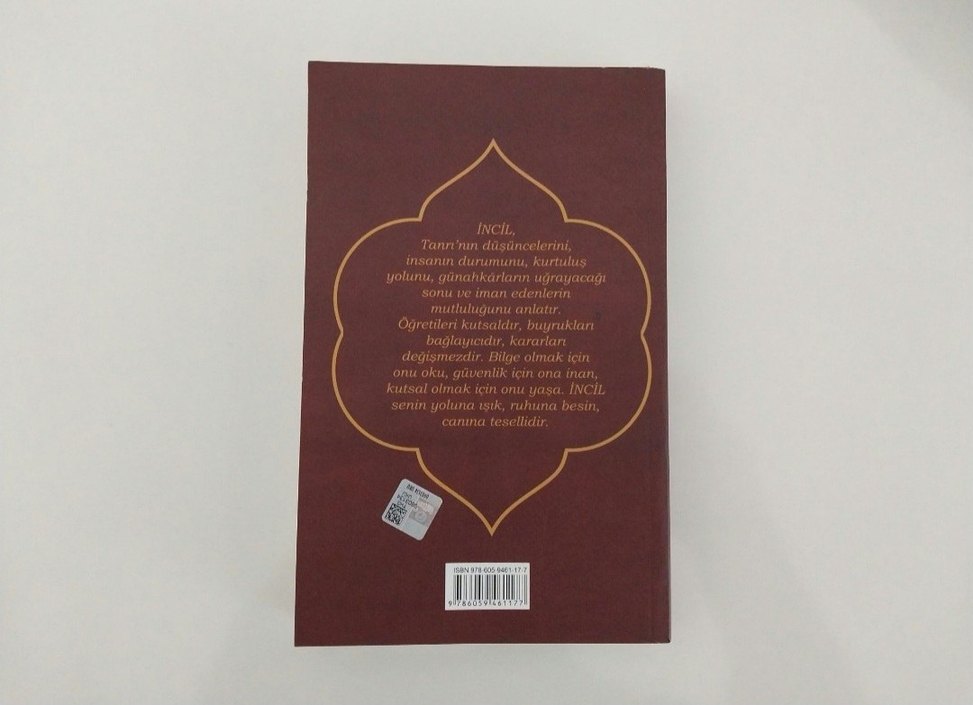 İNCİL,
Tanrı'nın düşüncelerini,
insanın durumunu, kurtuluş
yolunu, günahkârların uğrayacağı
sonu ve iman edenlerin
mutluluğunu anlatır.
Öğretileri kutsaldır, buyrukları
bağlayıcıdır, kararları
değişmezdir. Bilge olmak için
onu oku, güvenlik için ona inan,
kutsal olmak için onu yaşa. İNCİL
senin yoluna ışık, ruhuna besin,
canına tesellidir.
ISBN 978-605-9461-17-7
9 786059 461177